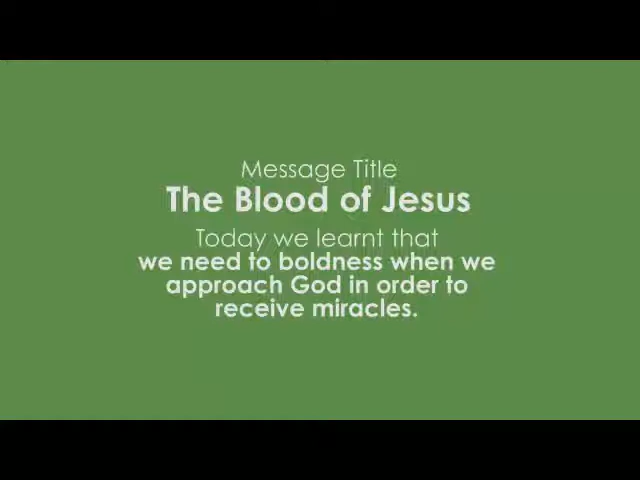 Message Title
The Blood of Jesus
Today we learnt that
we need to boldness when we
approach God in order to
receive miracles.